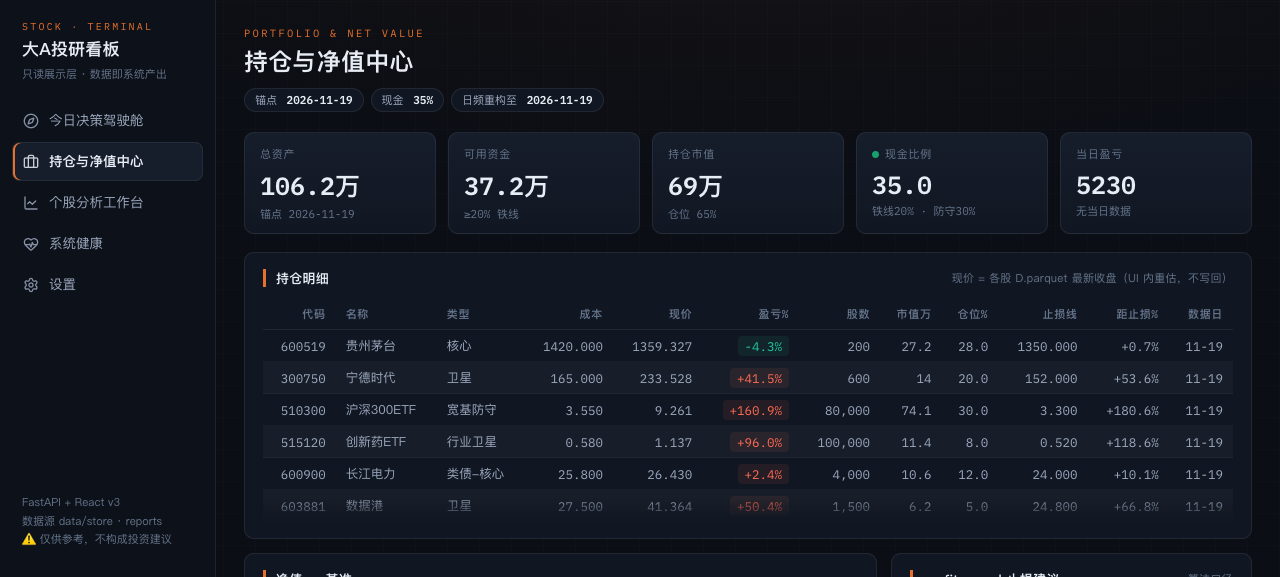 STOCK · TERMINAL
大A投研看板
只读展示层 · 数据即系统产出
今日决策驾驶舱
持仓与净值中心
个股分析工作台
系统健康
设置
FastAPI + React v3
数据源 data/store · reports
⚠️ 仅供参考，不构成投资建议
PORTFOLIO & NET VALUE
持仓与净值中心
锚点 2026-11-19 现金 35% 日频重构至 2026-11-19
总资产
106.2万
锚点 2026-11-19
可用资金
37.2万
≥20% 铁线
持仓市值
69万
仓位 65%
现金比例
35.0
铁线20% · 防守30%
当日盈亏
5230
无当日数据
持仓明细 现价 = 各股 D.parquet 最新收盘（UI 内重估，不写回）
代码 名称 类型 成本 现价 盈亏% 股数 市值万 仓位% 止损线 距止损% 数据日
600519 贵州茅台 核心 1420.000 1359.327 -4.3% 200 27.2 28.0 1350.000 +0.7% 11-19
300750 宁德时代 卫星 165.000 233.528 +41.5% 600 14 20.0 152.000 +53.6% 11-19
510300 沪深300ETF 宽基防守 3.550 9.261 +160.9% 80,000 74.1 30.0 3.300 +180.6% 11-19
515120 创新药ETF 行业卫星 0.580 1.137 +96.0% 100,000 11.4 8.0 0.520 +118.6% 11-19
600900 长江电力 类债–核心 25.800 26.430 +2.4% 4,000 10.6 12.0 24.000 +10.1% 11-19
603881 数据港 卫星 27.500 41.364 +50.4% 1,500 6.2 5.0 24.800 +66.8% 11-19